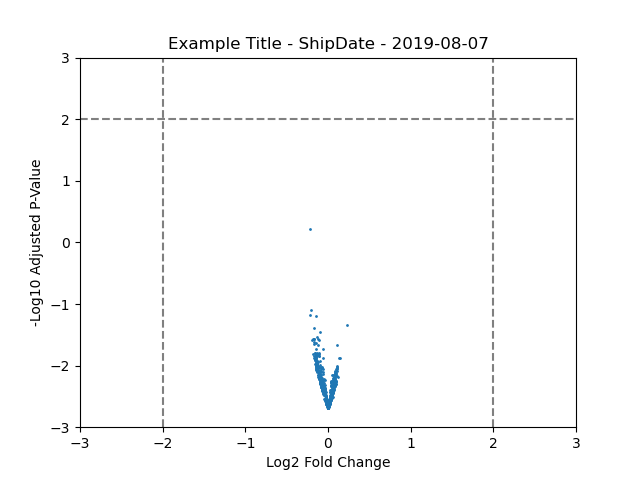 Example Title - ShipDate - 2019-08-07
3
2
1
0
−1
−2
−3
-Log10 Adjusted P-Value
−3 −2 −1 0 1 2 3
Log2 Fold Change